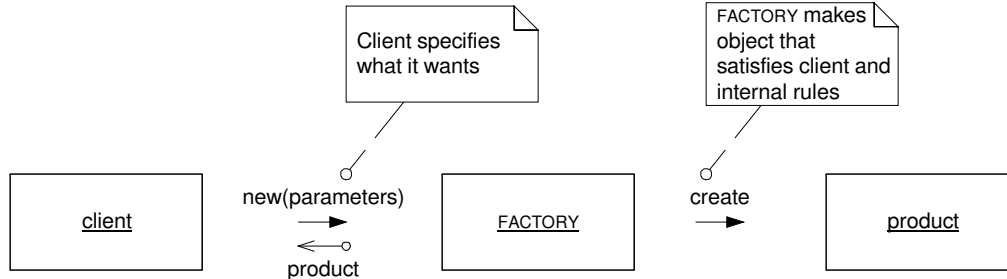 Client specifies
what it wants
FACTORY makes
object that
satisfies client and
internal rules
client
new(parameters)
product
FACTORY
create
product